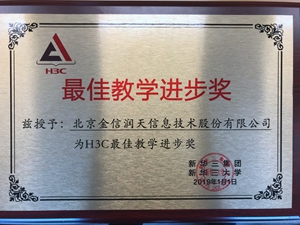 H3C
最佳教学进步奖
兹授予：北京金信润天信息技术股份有限公司
为H3C最佳教学进步奖
新华三集团
新华三大学
2019年1月1日